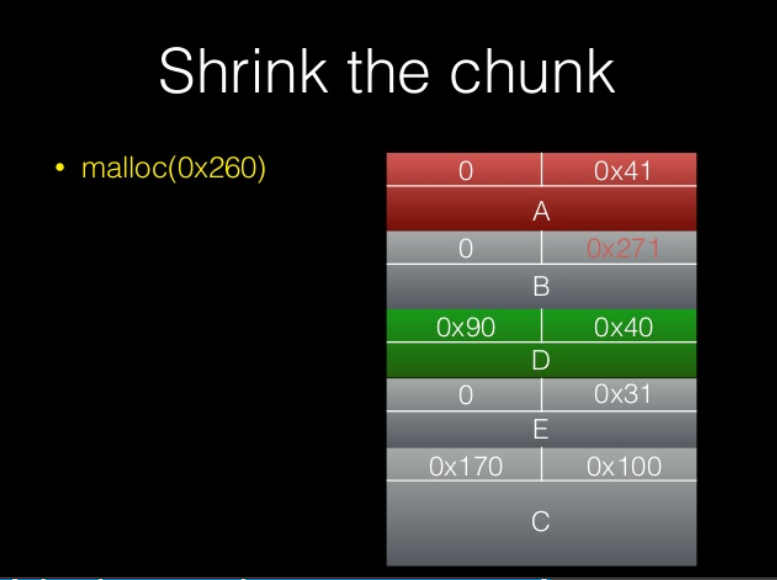 Shrink the chunk
• malloc(0x260)
0 0x41
A
0 0x271
B
0x90 0x40
D
0 0x31
E
0x170 0x100
C